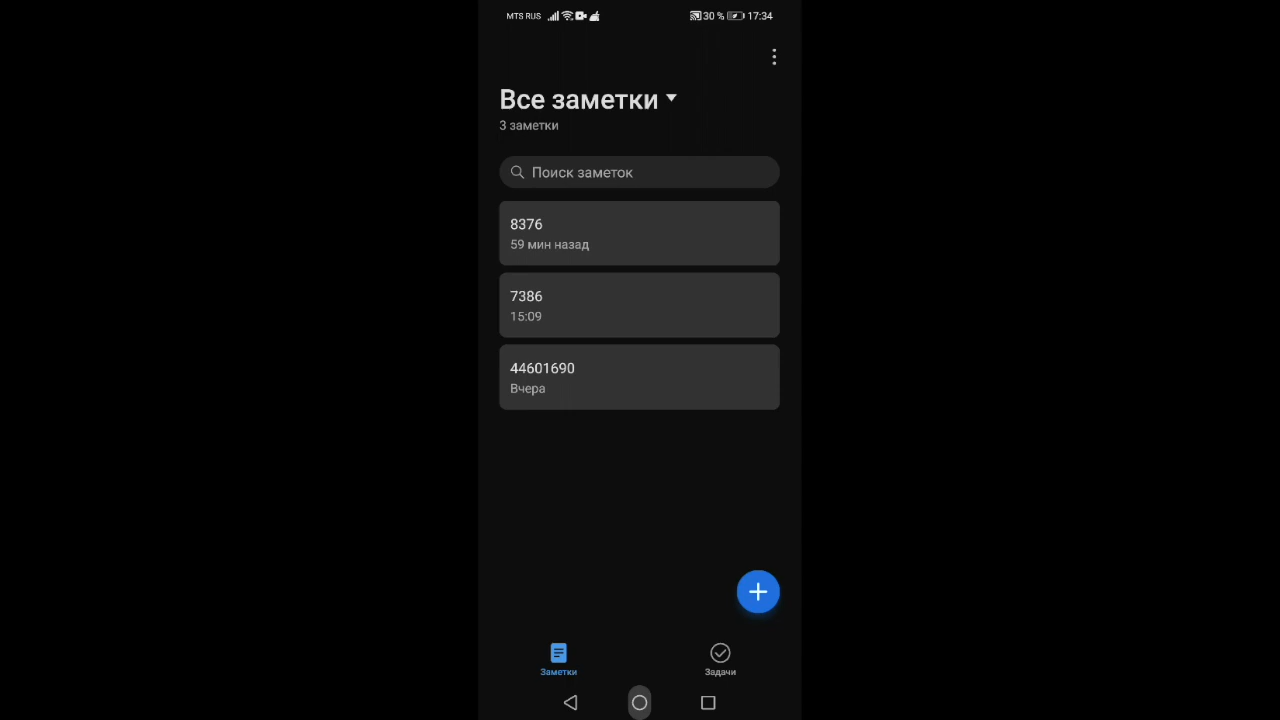 MTS RUS 30 % 17:34
Все заметки
3 заметки
Поиск заметок
8376
59 мин назад
7386
15:09
44601690
Вчера
Заметки Задачи